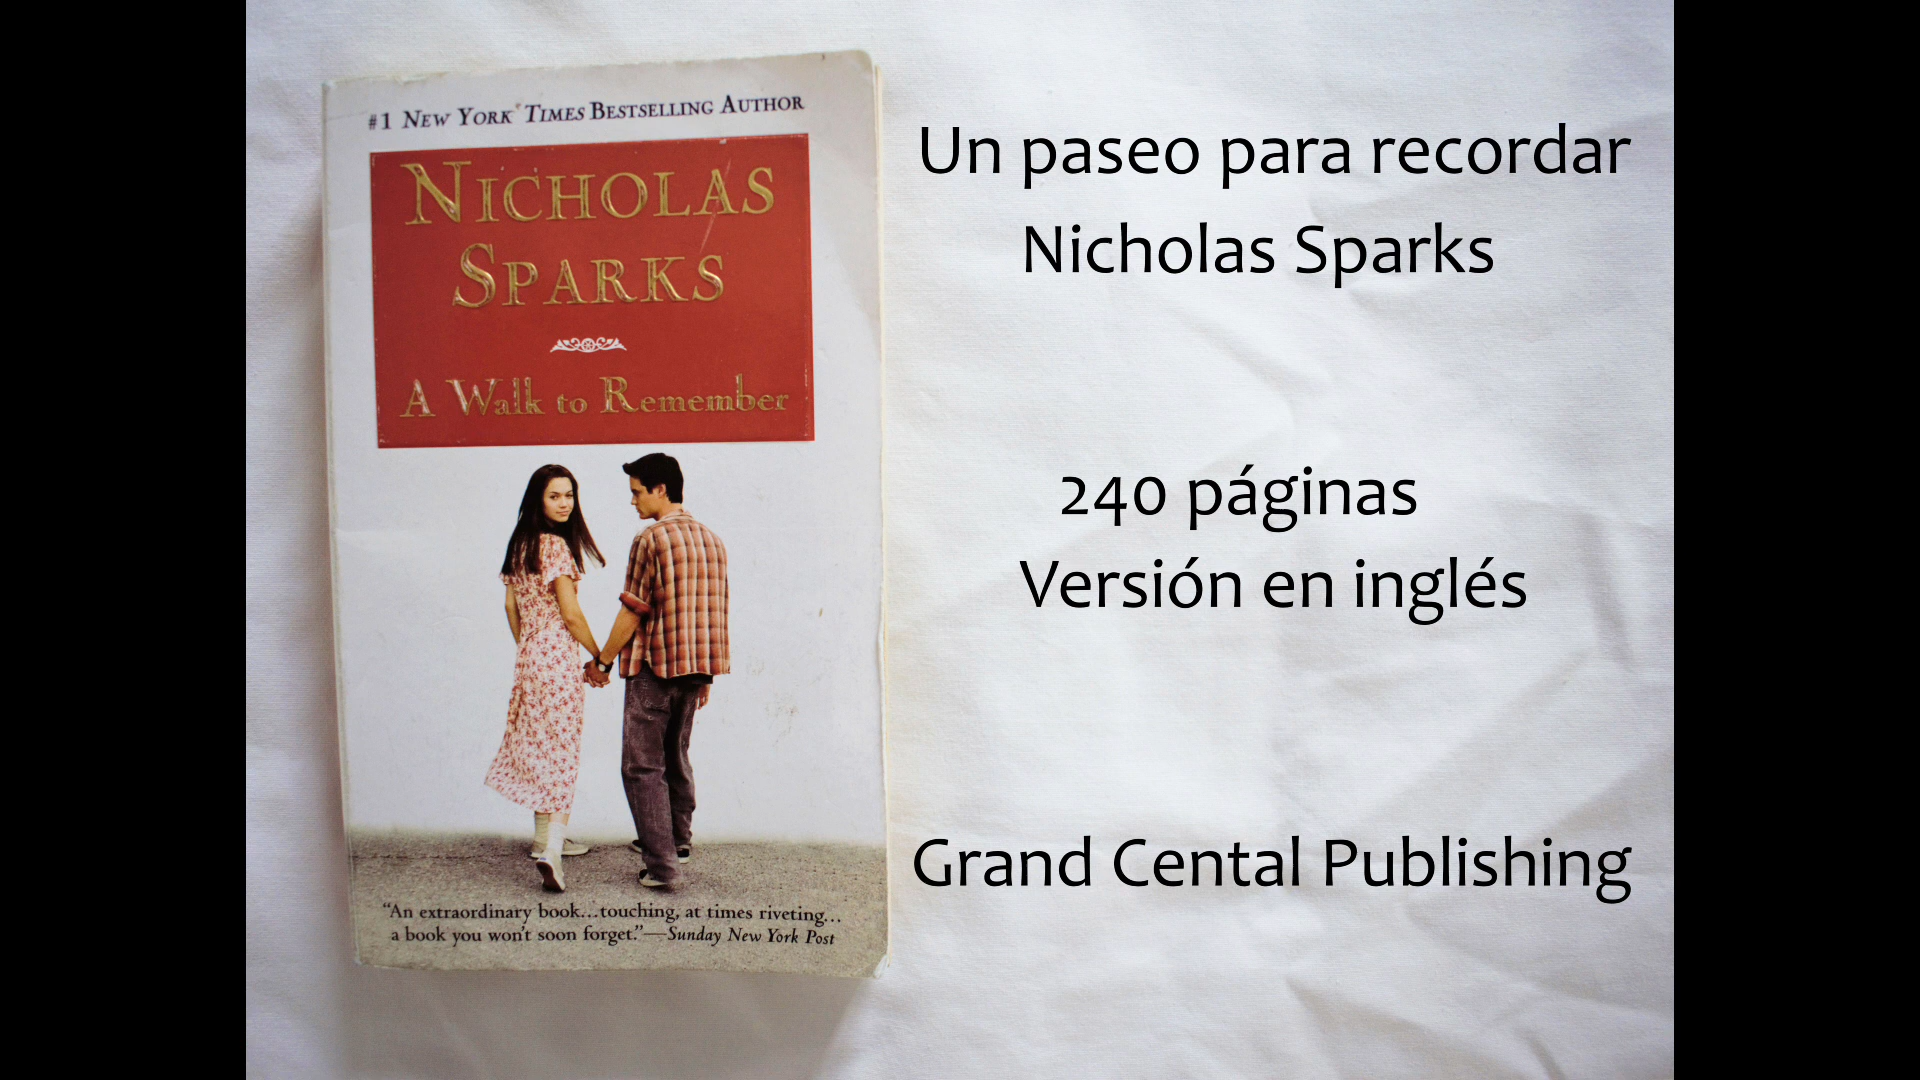 #1 NEW YORK TIMES BESTSELLING AUTHOR
NICHOLAS
SPARKS
A Walk to Remember
"An extraordinary book...touching, at times riveting...
a book you won't soon forget."—Sunday New York Post
Un paseo para recordar
Nicholas Sparks
240 páginas
Versión en inglés
Grand Cental Publishing